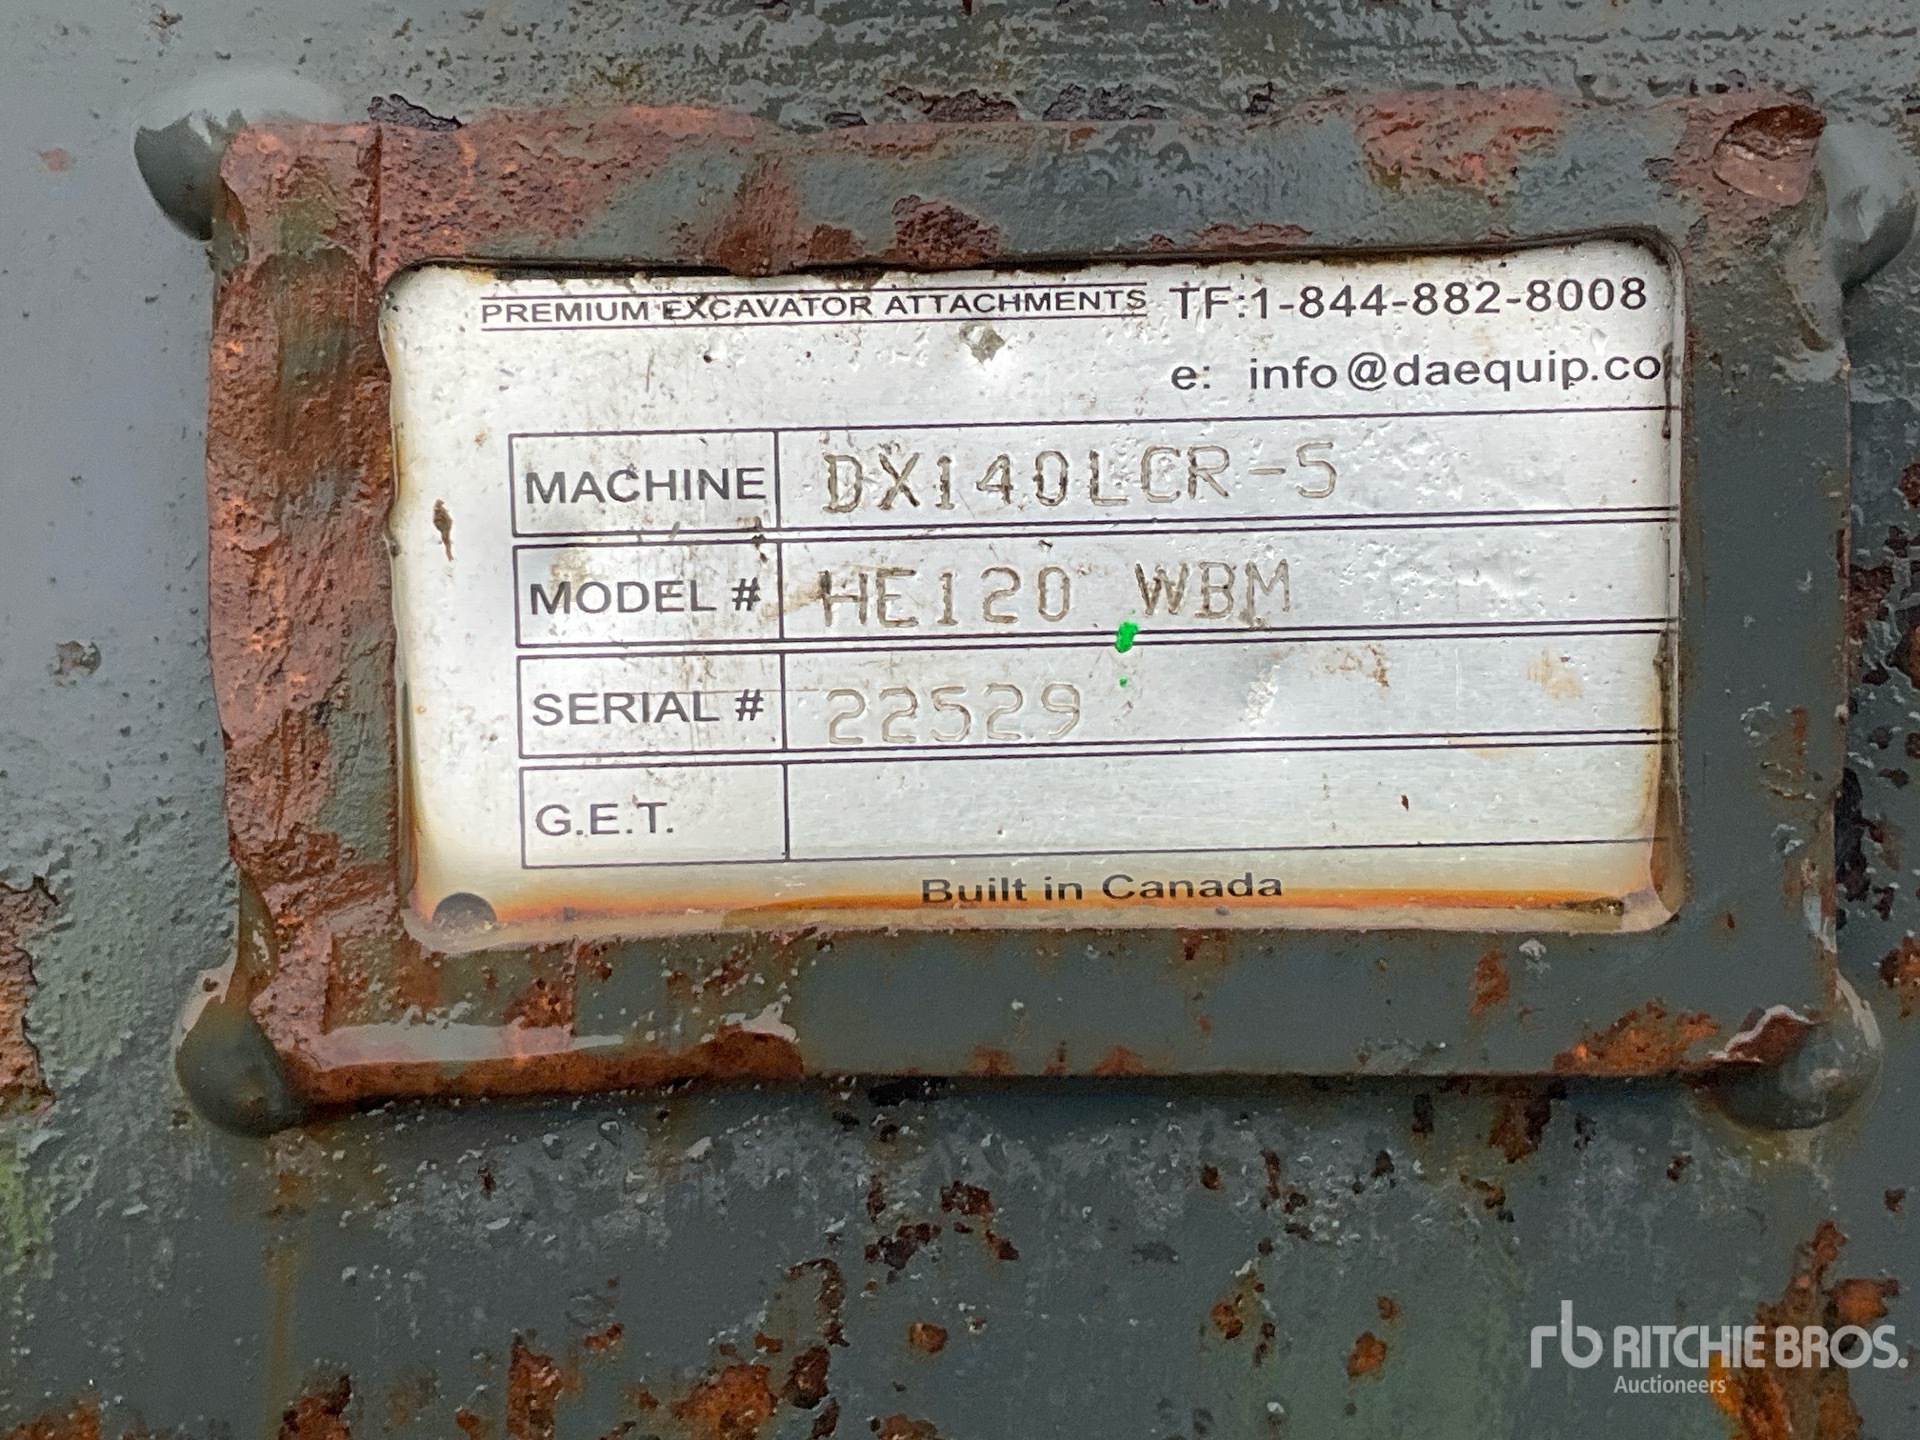 PREMIUM EXCAVATOR ATTACHMENTS TF:1-844-882-8008
e: info@daequip.co
MACHINE DX140LCR-5
MODEL # HE120 WBM
SERIAL # 22529
G.E.T.
Built in Canada
rb RITCHIE BROS.
Auctioneers